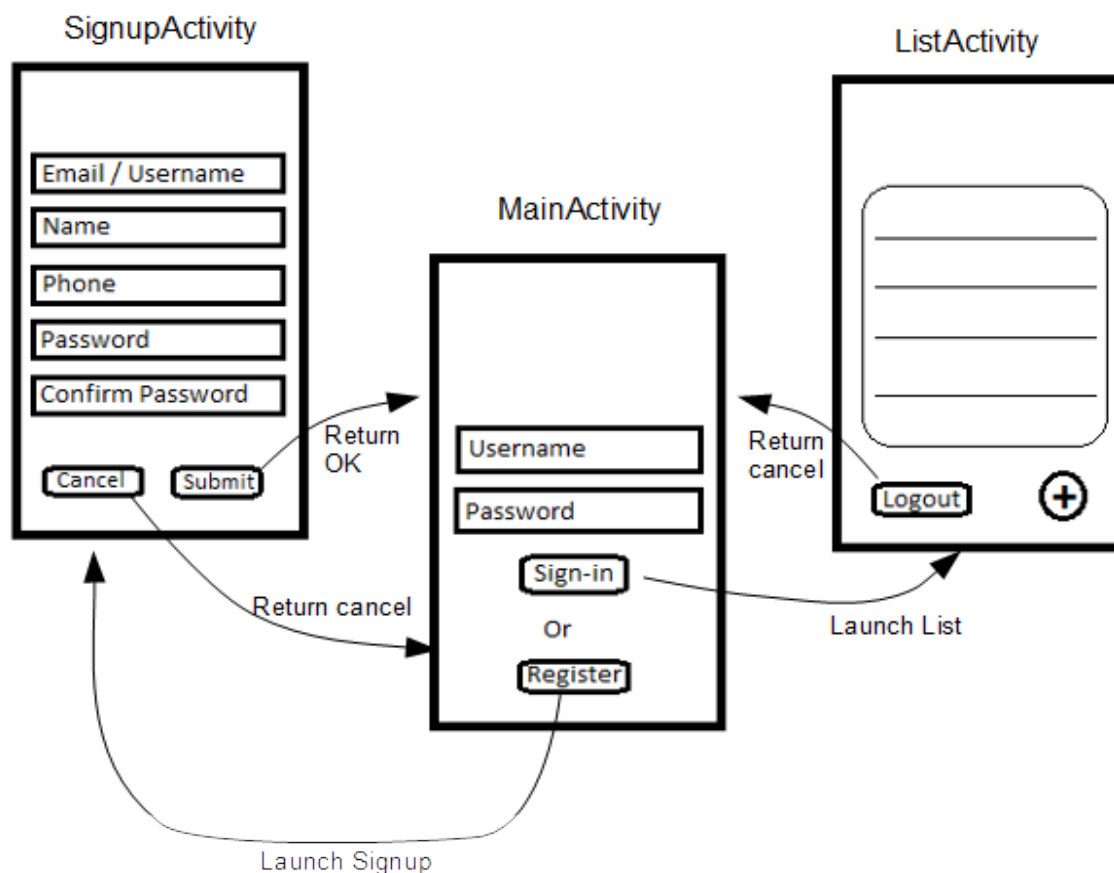 SignupActivity
Email / Username
Name
Phone
Password
Confirm Password
Cancel
Submit
Return
OK
Return cancel
Launch Signup
MainActivity
Username
Password
Sign-in
Or
Register
Launch List
ListActivity
Return
cancel
Logout
+